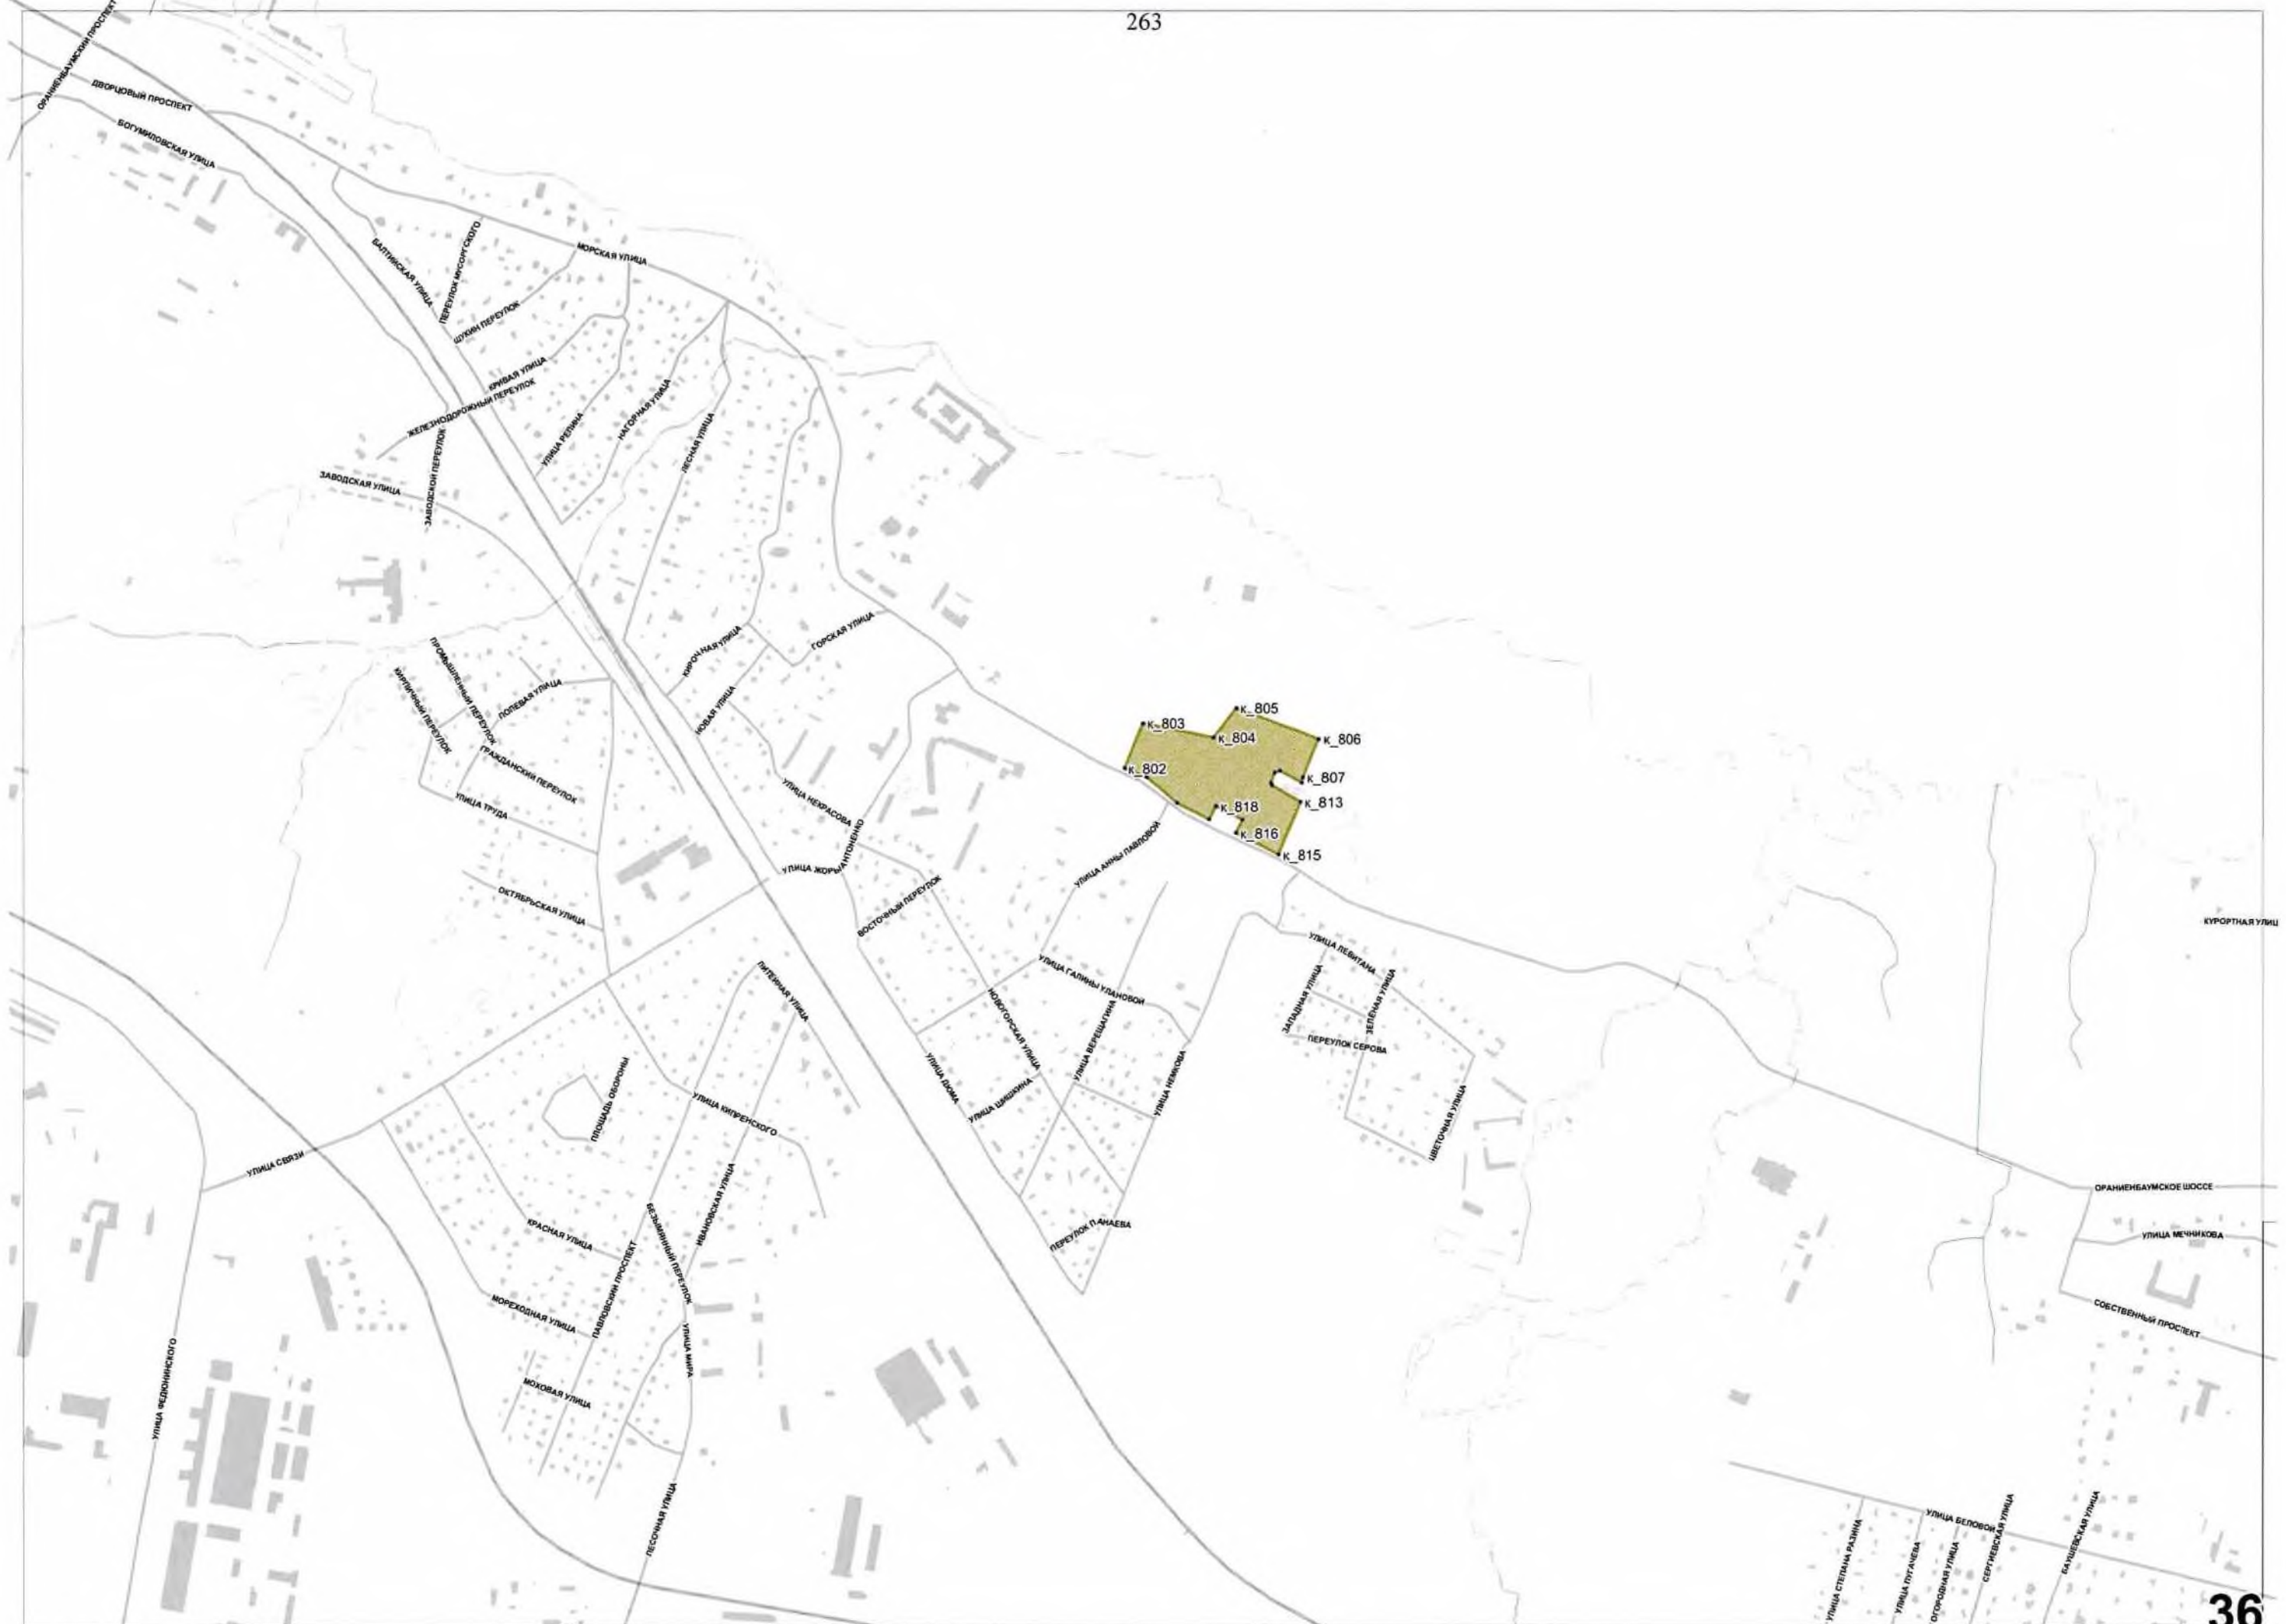 263
ОРАНИЕНБАУМСКИЙ ПРОСПЕКТ
ДВОРЦОВЫЙ ПРОСПЕКТ
БОГУМИЛОВСКАЯ УЛИЦА
БАЛТИЙСКАЯ УЛИЦА
ПЕРЕУЛОК МУСОРГСКОГО
МОРСКАЯ УЛИЦА
ЩУКИН ПЕРЕУЛОК
КРИВАЯ УЛИЦА
ЖЕЛЕЗНОДОРОЖНЫЙ ПЕРЕУЛОК
УЛИЦА РЕПИНА
НАГОРНАЯ УЛИЦА
ЛЕСНАЯ УЛИЦА
ЗАВОДСКАЯ УЛИЦА
ЗАВОДСКОЙ ПЕРЕУЛОК
КИРОЧНАЯ УЛИЦА
ГОРСКАЯ УЛИЦА
НОВАЯ УЛИЦА
ПРОМЫШЛЕННЫЙ ПЕРЕУЛОК
КИРПИЧНЫЙ ПЕРЕУЛОК
ПОЛЕВАЯ УЛИЦА
ГРАЖДАНСКИЙ ПЕРЕУЛОК
УЛИЦА ТРУДА
ОКТЯБРЬСКАЯ УЛИЦА
к_803
к_805
к_804
к_806
к_802
к_807
к_813
к_818
к_816
к_815
УЛИЦА НЕКРАСОВА
УЛИЦА ЖОРЫ АНТОНЕНКО
УЛИЦА АННЫ ПАВЛОВОЙ
ВОСТОЧНЫЙ ПЕРЕУЛОК
КУРОРТНАЯ УЛИЦ
УЛИЦА ГАЛИНЫ УЛАНОВОЙ
УЛИЦА ЛЕВИТАНА
ЗАПАДНАЯ УЛИЦА
ЗЕЛЕНАЯ УЛИЦА
ПЕРЕУЛОК СЕРОВА
ЦВЕТОЧНАЯ УЛИЦА
ПИТЕРНАЯ УЛИЦА
НОВОГОРСКАЯ УЛИЦА
УЛИЦА ВЕРЕЩАГИНА
УЛИЦА НЕМКОВА
УЛИЦА ДЮМА
УЛИЦА ШИШКИНА
ПЕРЕУЛОК ПАНАЕВА
ПЛОЩАДЬ ОБОРОНЫ
УЛИЦА КИПРЕНСКОГО
УЛИЦА СВЯЗИ
ИВАНОВСКАЯ УЛИЦА
БЕЗЫМЯННЫЙ ПЕРЕУЛОК
КРАСНАЯ УЛИЦА
ПАВЛОВСКИЙ ПРОСПЕКТ
МОРЕХОДНАЯ УЛИЦА
УЛИЦА МИРА
МОХОВАЯ УЛИЦА
УЛИЦА ФЕДЮНИНСКОГО
ПЕСОЧНАЯ УЛИЦА
ОРАНИЕНБАУМСКОЕ ШОССЕ
УЛИЦА МЕЧНИКОВА
СОБСТВЕННЫЙ ПРОСПЕКТ
УЛИЦА БЕЛОВОЙ
УЛИЦА СТЕПАНА РАЗИНА
УЛИЦА ПУГАЧЕВА
ОГОРОДНАЯ УЛИЦА
СЕРГИЕВСКАЯ УЛИЦА
БАУШЕВСКАЯ УЛИЦА
36